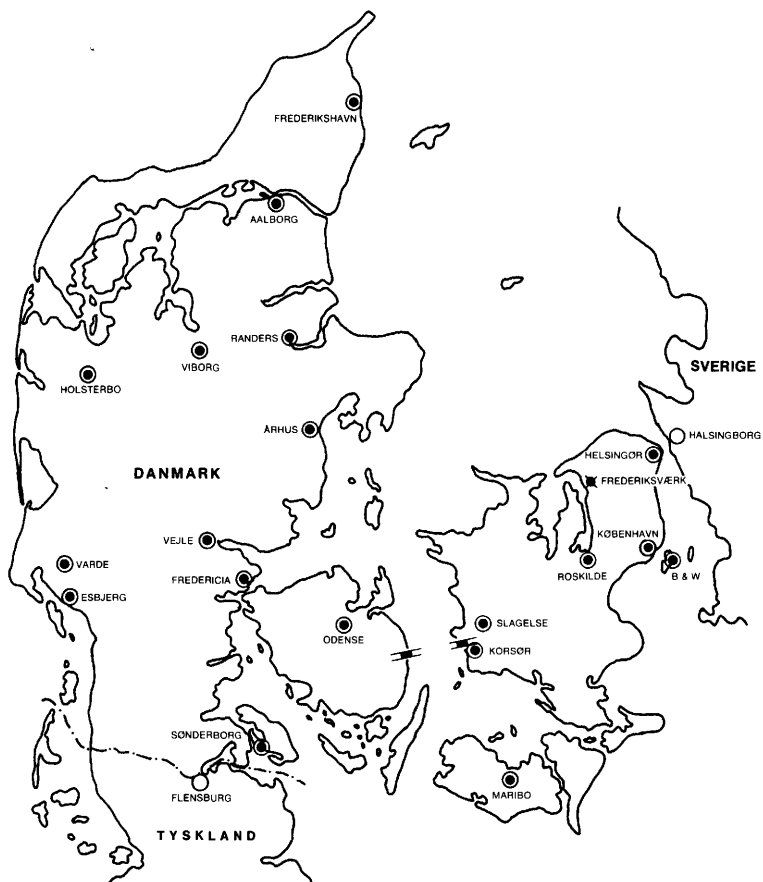 FREDERIKSHAVN
AALBORG
RANDERS
VIBORG
HOLSTERBO
SVERIGE
ÅRHUS
HALSINGBORG
HELSINGØR
DANMARK
FREDERIKSVÆRK
KØBENHAVN
VEJLE
VARDE
FREDERICIA
ROSKILDE
B & W
ESBJERG
SLAGELSE
ODENSE
KORSØR
SØNDERBORG
FLENSBURG
MARIBO
TYSKLAND